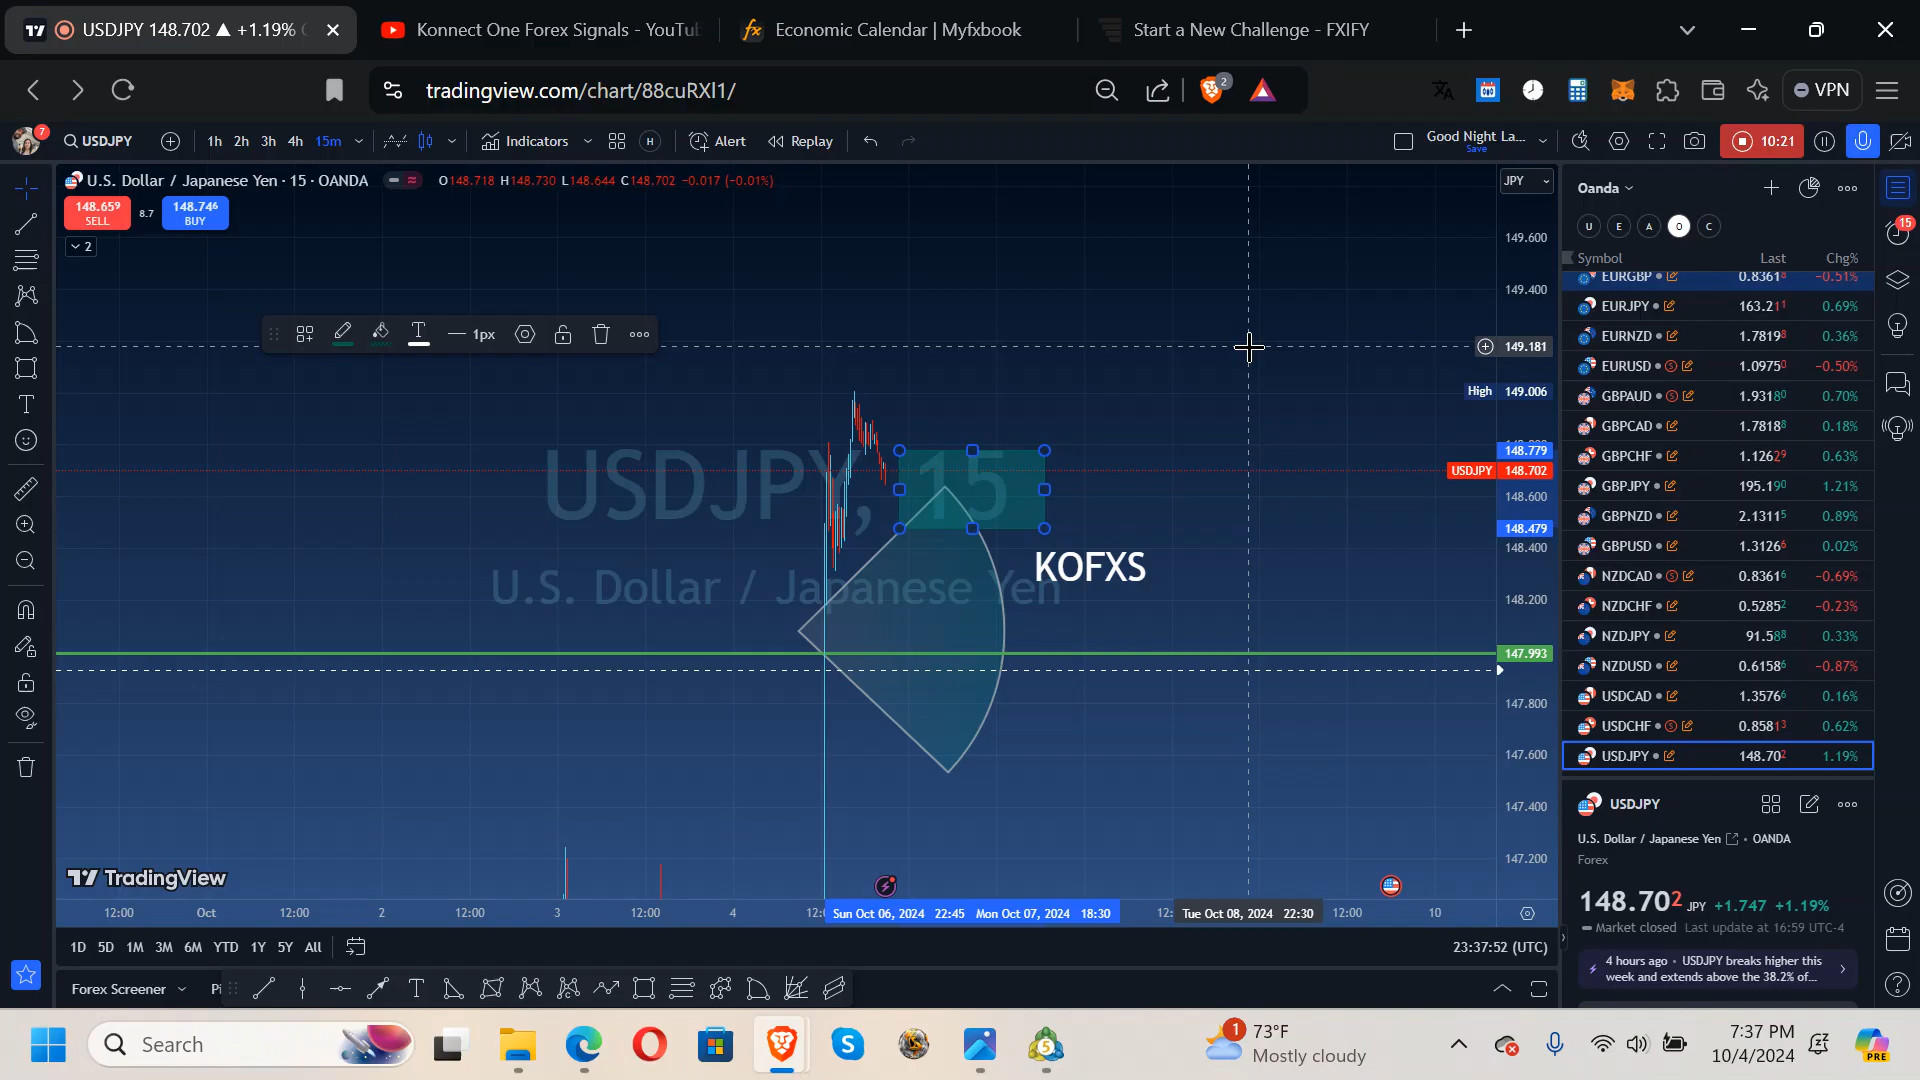 USDJPY 148.702 ▲ +1.19%
Konnect One Forex Signals - YouTu
Economic Calendar | Myfxbook
Start a New Challenge - FXIFY
tradingview.com/chart/88cuRXl1/
2
VPN
7
USDJPY
1h 2h 3h 4h 15m
Indicators
H
Alert
Replay
Good Night La...
Save
10:21
U.S. Dollar / Japanese Yen · 15 · OANDA
O148.718 H148.730 L148.644 C148.702 -0.017 (-0.01%)
JPY
148.659
SELL
8.7
148.746
BUY
2
1px
149.600
149.400
149.181
High 149.006
148.779
USDJPY 148.702
148.600
148.479
148.400
148.200
147.993
147.800
147.600
147.400
147.200
USDJPY, 15
U.S. Dollar / Japanese Yen
KOFXS
TradingView
12:00 Oct 12:00 2 12:00 3 12:00 4
Sun Oct 06, 2024 22:45 Mon Oct 07, 2024 18:30
Tue Oct 08, 2024 22:30
12:00 10
1D 5D 1M 3M 6M YTD 1Y 5Y All
23:37:52 (UTC)
Forex Screener
Oanda
U E A O C
15
Symbol Last Chg%
EURGBP 0.83618 -0.51%
EURJPY 163.211 0.69%
EURNZD 1.78198 0.36%
EURUSD 1.09750 -0.50%
GBPAUD 1.93180 0.70%
GBPCAD 1.78188 0.18%
GBPCHF 1.12629 0.63%
GBPJPY 195.190 1.21%
GBPNZD 2.13115 0.89%
GBPUSD 1.31266 0.02%
NZDCAD 0.83616 -0.69%
NZDCHF 0.52852 -0.23%
NZDJPY 91.588 0.33%
NZDUSD 0.61586 -0.87%
USDCAD 1.35766 0.16%
USDCHF 0.85813 0.62%
USDJPY 148.702 1.19%
USDJPY
U.S. Dollar / Japanese Yen • OANDA
Forex
148.702 JPY +1.747 +1.19%
Market closed Last update at 16:59 UTC-4
4 hours ago • USDJPY breaks higher this
week and extends above the 38.2% of...
Search
5
1
73°F
Mostly cloudy
7:37 PM
10/4/2024
PRE